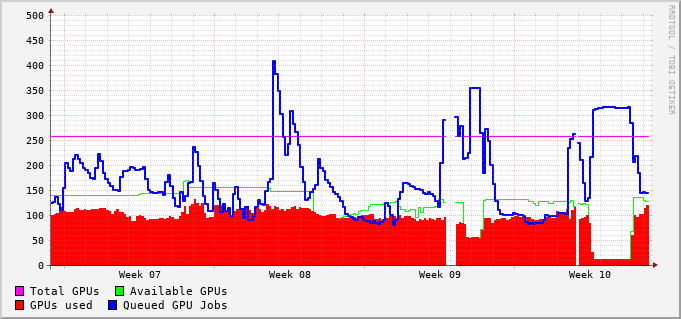 500
450
400
350
300
250
200
150
100
50
0
Week 07 Week 08 Week 09 Week 10
Total GPUs Available GPUs
GPUs used Queued GPU Jobs
RRDTOOL / TOBI OETIKER